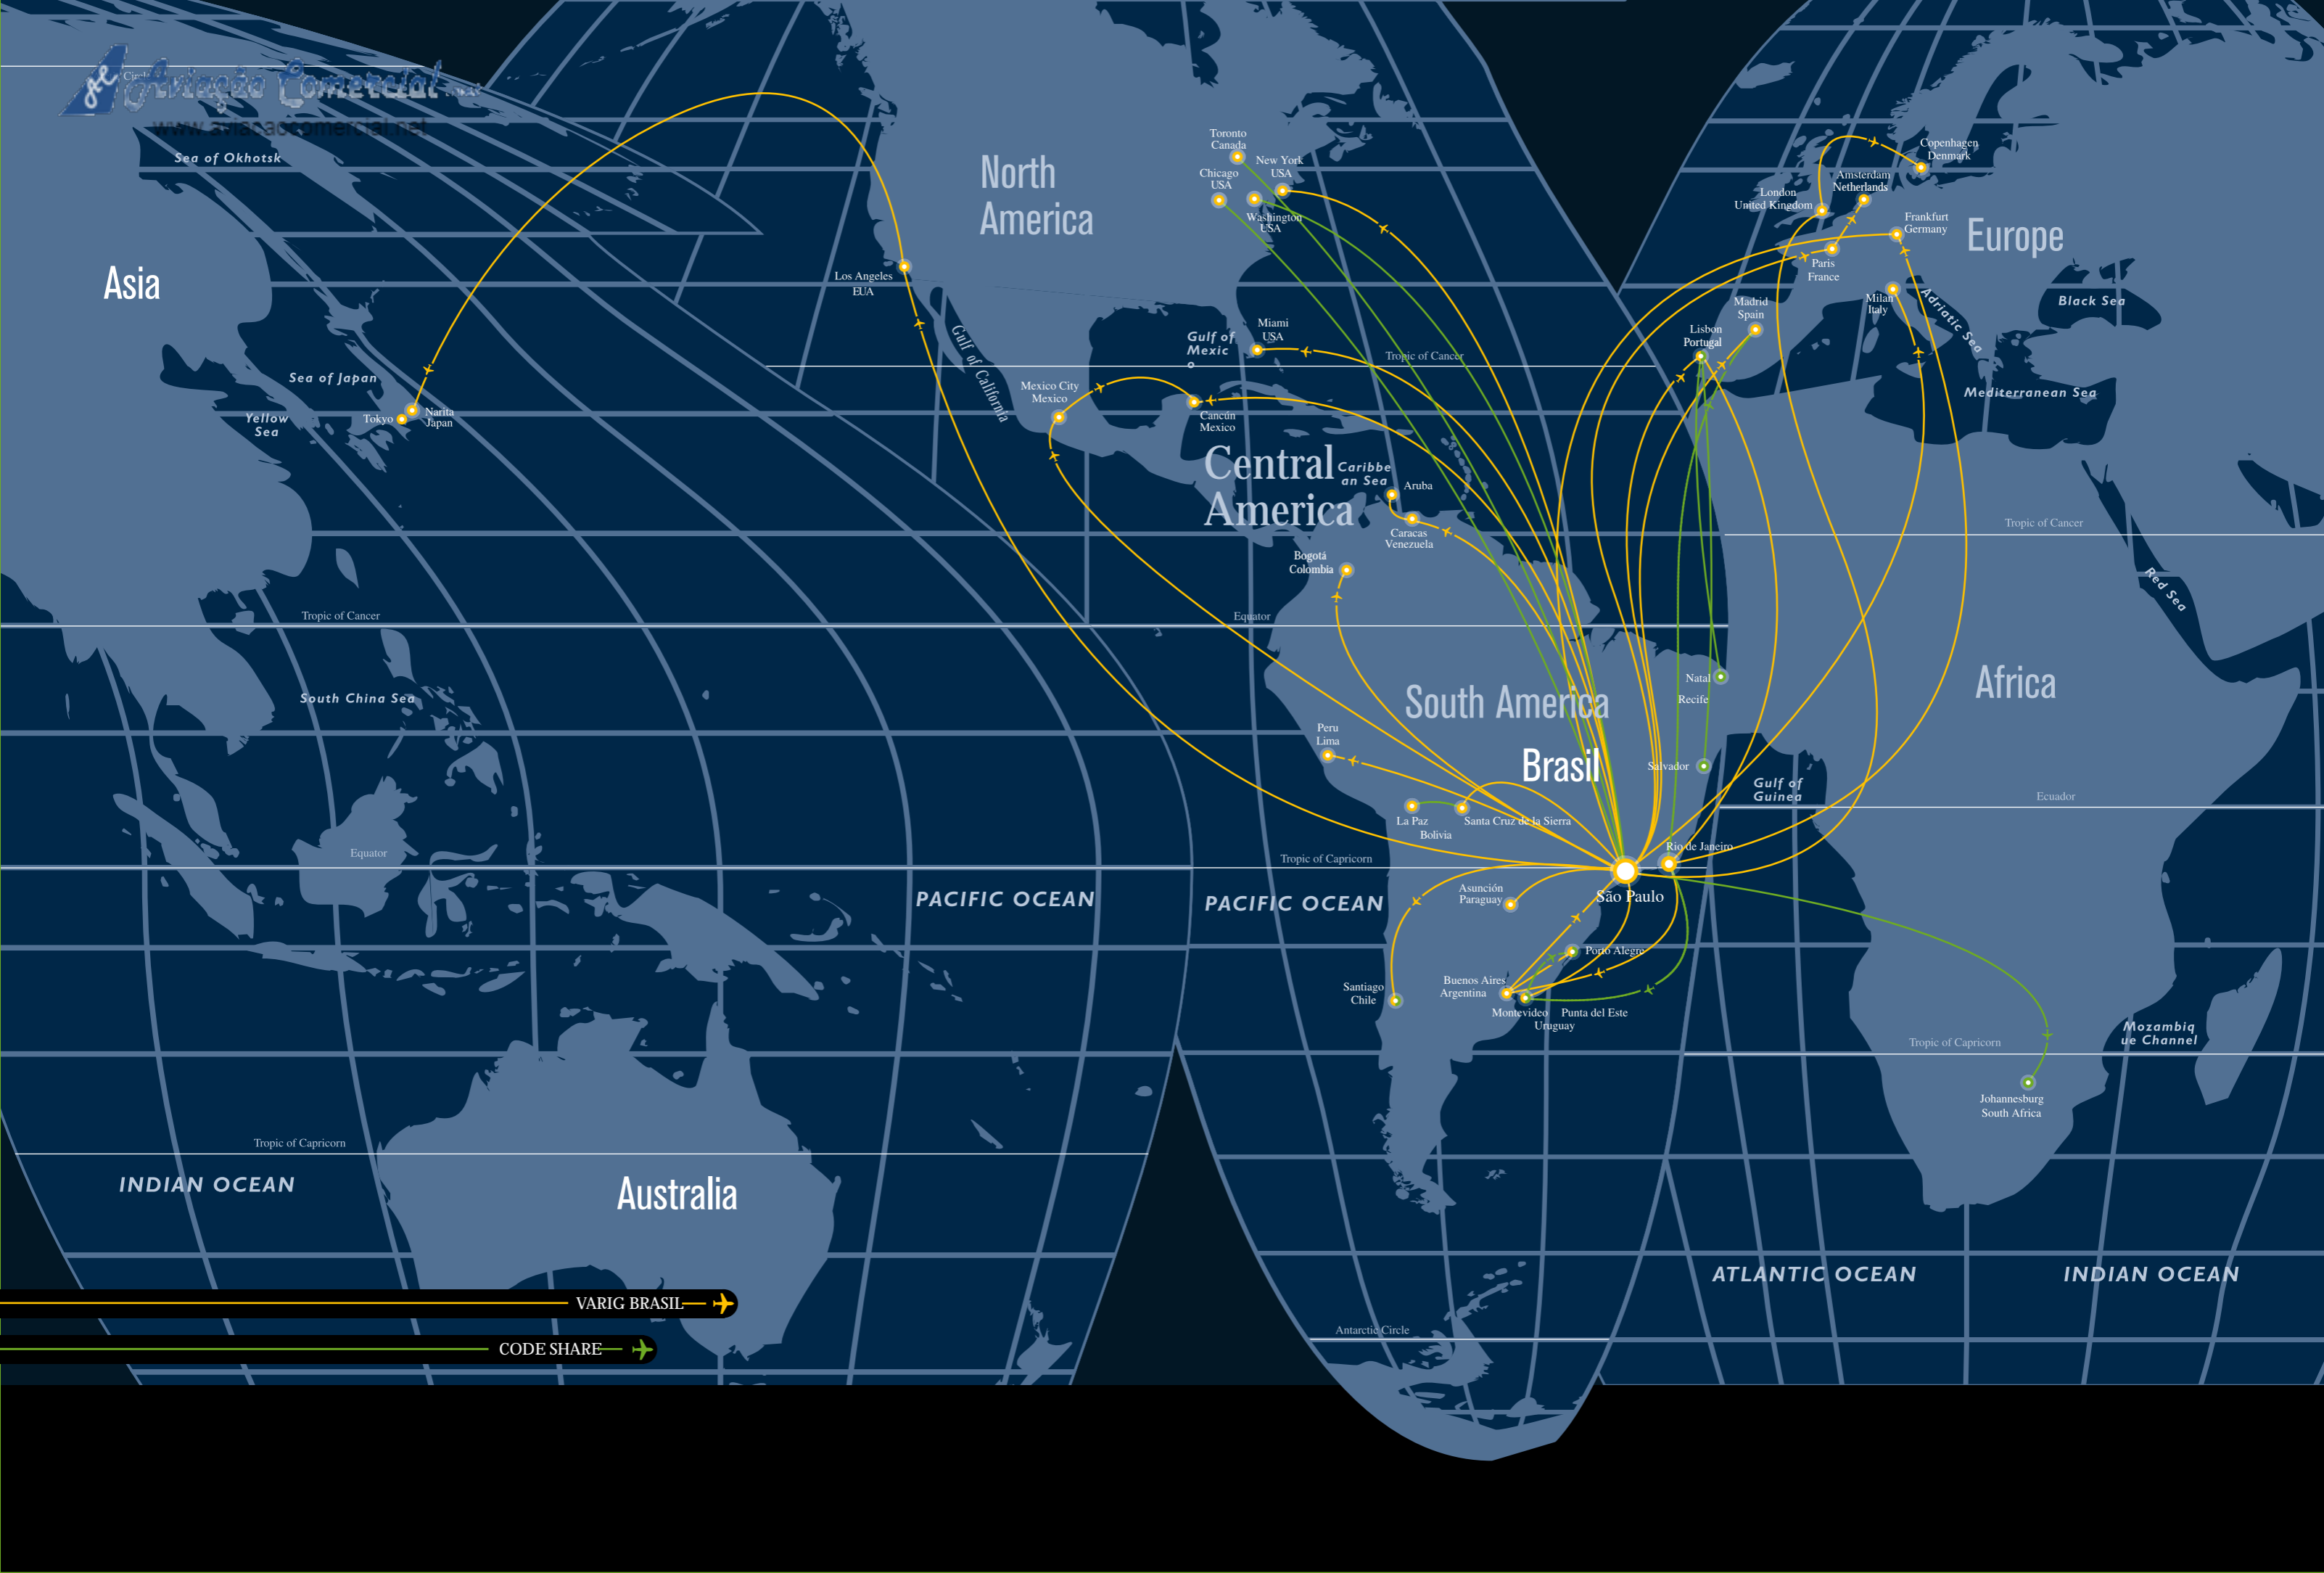 Aviação Comercial
www.aviacaocomercial.net
Sea of Okhotsk
Asia
Sea of Japan
Yellow
Sea
Tokyo
Narita
Japan
Tropic of Cancer
South China Sea
Equator
Tropic of Capricorn
INDIAN OCEAN
Australia
PACIFIC OCEAN
North
America
Los Angeles
EUA
Gulf of California
Toronto
Canada
New York
USA
Chicago
USA
Washington
USA
Miami
USA
Gulf of
Mexic
o
Tropic of Cancer
Mexico City
Mexico
Cancún
Mexico
Central
America
Caribbe
an Sea
Aruba
Caracas
Venezuela
Bogotá
Colombia
Equator
South America
Brasil
Peru
Lima
La Paz
Santa Cruz de la Sierra
Bolivia
Natal
Recife
Salvador
Rio de Janeiro
São Paulo
Tropic of Capricorn
PACIFIC OCEAN
Asunción
Paraguay
Porto Alegre
Buenos Aires
Argentina
Santiago
Chile
Montevideo
Punta del Este
Uruguay
Antarctic Circle
Copenhagen
Denmark
Amsterdam
Netherlands
London
United Kingdom
Frankfurt
Germany
Europe
Paris
France
Milan
Italy
Adriatic Sea
Black Sea
Madrid
Spain
Lisbon
Portugal
Mediterranean Sea
Tropic of Cancer
Red Sea
Africa
Gulf of
Guinea
Ecuador
Tropic of Capricorn
Mozambiq
ue Channel
Johannesburg
South Africa
ATLANTIC OCEAN
INDIAN OCEAN
VARIG BRASIL
CODE SHARE